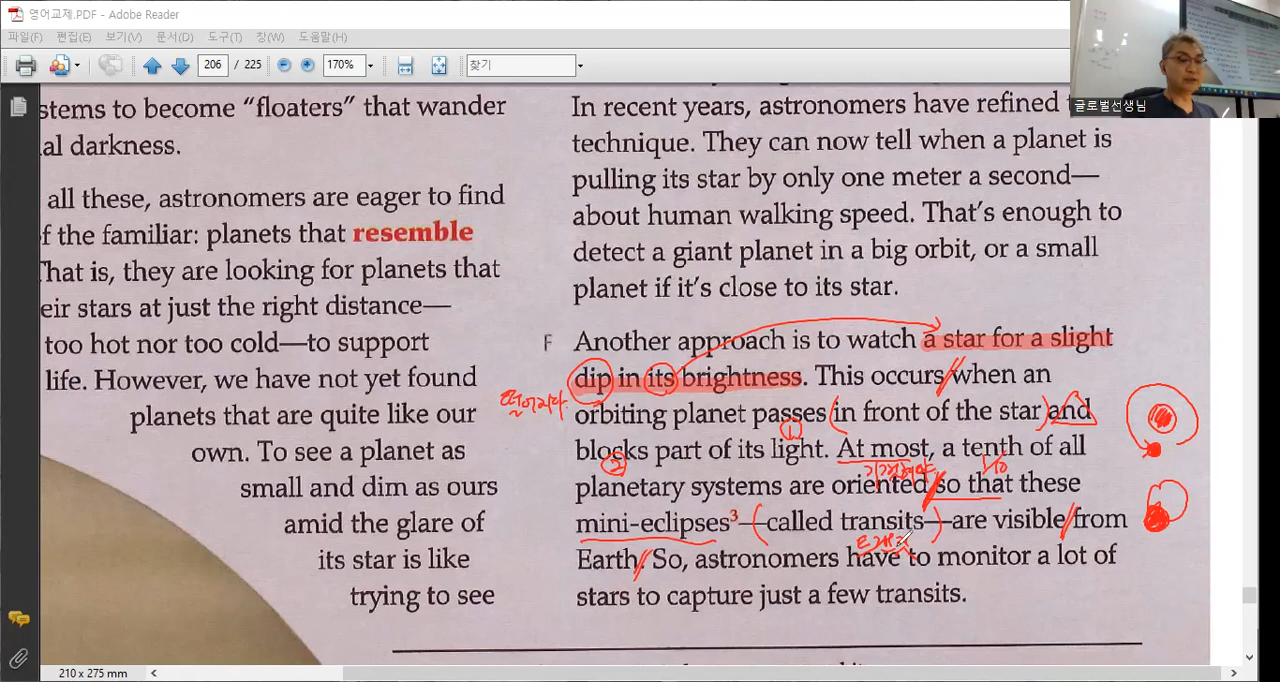 영어교제.PDF - Adobe Reader
파일(F) 편집(E) 보기(V) 문서(D) 도구(T) 창(W) 도움말(H)
206 / 225 170% 찾기
글로벌선생님
stems to become “floaters” that wander
al darkness.
all these, astronomers are eager to find
f the familiar: planets that resemble
That is, they are looking for planets that
eir stars at just the right distance—
too hot nor too cold—to support
life. However, we have not yet found
planets that are quite like our
own. To see a planet as
small and dim as ours
amid the glare of
its star is like
trying to see
In recent years, astronomers have refined
technique. They can now tell when a planet is
pulling its star by only one meter a second—
about human walking speed. That’s enough to
detect a giant planet in a big orbit, or a small
planet if it’s close to its star.
F Another approach is to watch a star for a slight
dip in its brightness. This occurs when an
orbiting planet passes in front of the star and
①
blocks part of its light. At most, a tenth of all
② 1/10
planetary systems are oriented so that these
mini-eclipses³—called transits—are visible from
Earth. So, astronomers have to monitor a lot of
stars to capture just a few transits.
210 x 275 mm